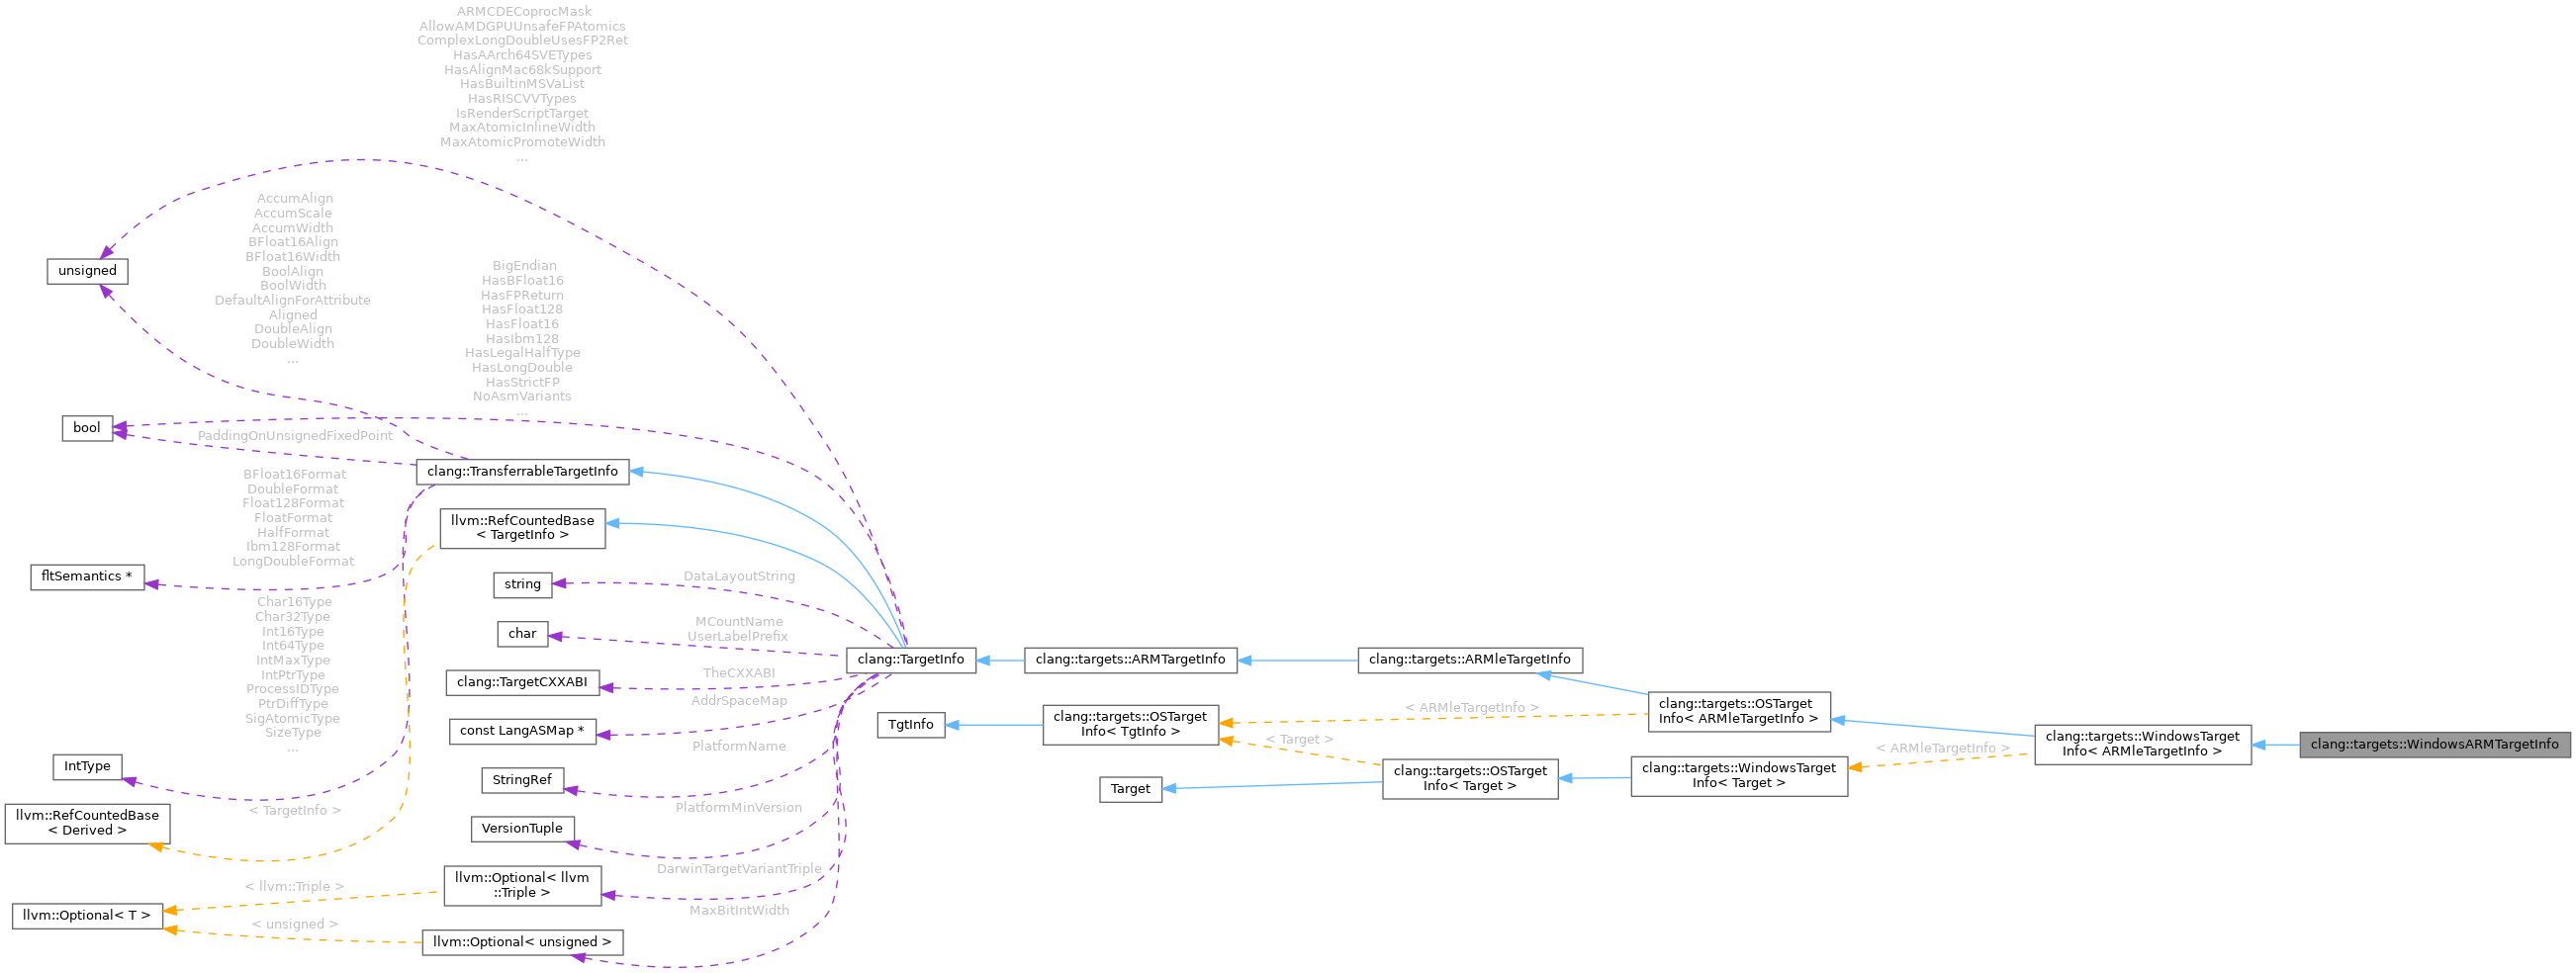 ARMCDECoprocMask
AllowAMDGPUUnsafeFPAtomics
ComplexLongDoubleUsesFP2Ret
HasAArch64SVETypes
HasAlignMac68kSupport
HasBuiltinMSVaList
HasRISCVVTypes
IsRenderScriptTarget
MaxAtomicInlineWidth
MaxAtomicPromoteWidth
...
AccumAlign
AccumScale
AccumWidth
BFloat16Align
BFloat16Width
BoolAlign
BoolWidth
DefaultAlignForAttribute
Aligned
DoubleAlign
DoubleWidth
...
unsigned
BigEndian
HasBFloat16
HasFPReturn
HasFloat128
HasFloat16
HasIbm128
HasLegalHalfType
HasLongDouble
HasStrictFP
NoAsmVariants
...
bool
PaddingOnUnsignedFixedPoint
clang::TransferrableTargetInfo
BFloat16Format
DoubleFormat
Float128Format
FloatFormat
HalfFormat
Ibm128Format
LongDoubleFormat
llvm::RefCountedBase
< TargetInfo >
fltSemantics *
string
DataLayoutString
Char16Type
Char32Type
Int16Type
Int64Type
IntMaxType
IntPtrType
ProcessIDType
PtrDiffType
SigAtomicType
SizeType
...
char
MCountName
UserLabelPrefix
clang::TargetInfo
clang::targets::ARMTargetInfo
clang::targets::ARMleTargetInfo
clang::TargetCXXABI
TheCXXABI
const LangASMap *
AddrSpaceMap
TgtInfo
clang::targets::OSTarget
Info< TgtInfo >
< ARMleTargetInfo >
clang::targets::OSTarget
Info< ARMleTargetInfo >
< Target >
clang::targets::WindowsTarget
Info< ARMleTargetInfo >
clang::targets::WindowsARMTargetInfo
< ARMleTargetInfo >
IntType
StringRef
PlatformName
Target
clang::targets::OSTarget
Info< Target >
clang::targets::WindowsTarget
Info< Target >
< TargetInfo >
llvm::RefCountedBase
< Derived >
VersionTuple
PlatformMinVersion
llvm::Optional< llvm
::Triple >
DarwinTargetVariantTriple
< llvm::Triple >
llvm::Optional< T >
< unsigned >
llvm::Optional< unsigned >
MaxBitIntWidth